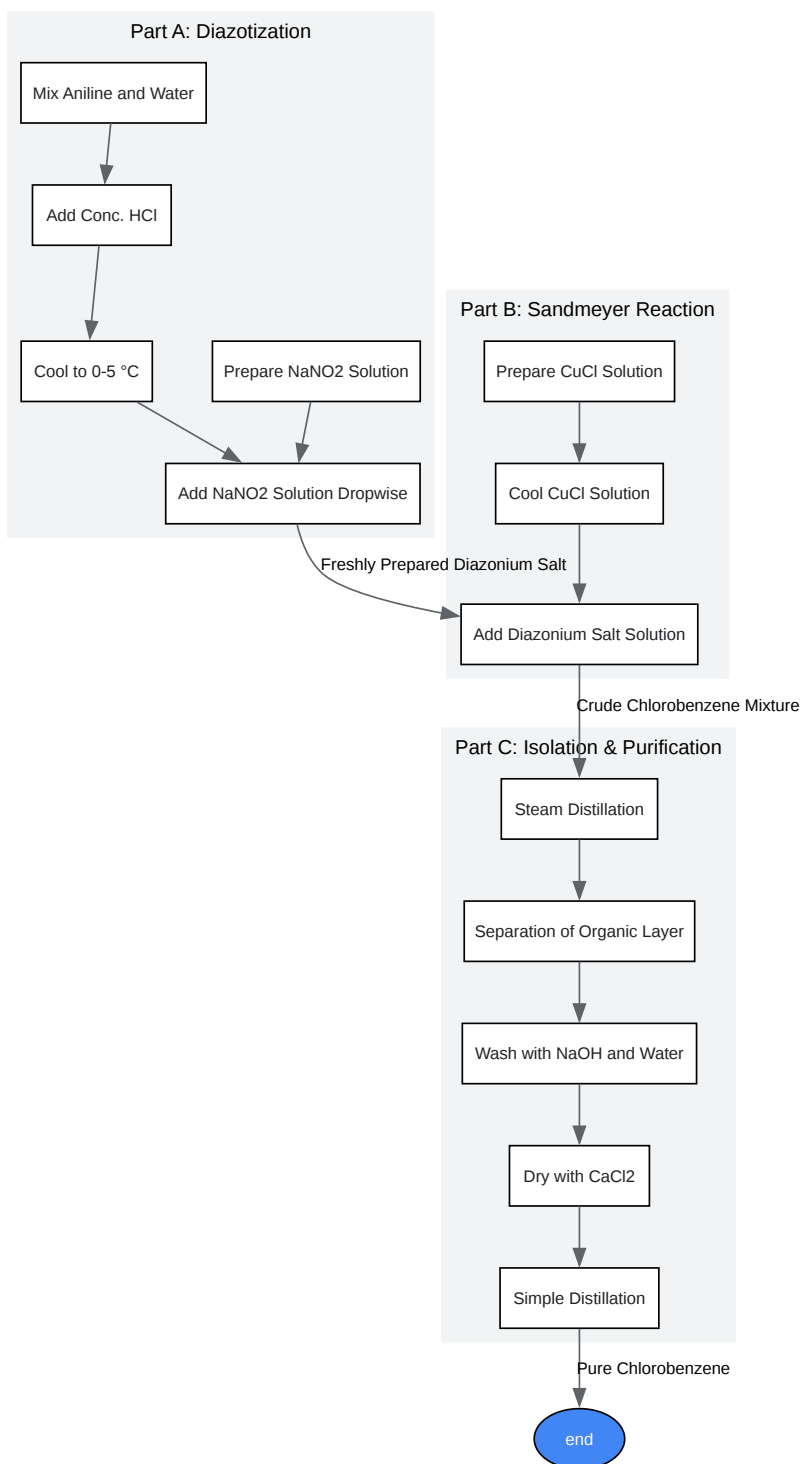 Part A: Diazotization
Mix Aniline and Water
Add Conc. HCl
Cool to 0-5 °C
Prepare NaNO2 Solution
Add NaNO2 Solution Dropwise
Freshly Prepared Diazonium Salt
Part B: Sandmeyer Reaction
Prepare CuCl Solution
Cool CuCl Solution
Add Diazonium Salt Solution
Crude Chlorobenzene Mixture
Part C: Isolation & Purification
Steam Distillation
Separation of Organic Layer
Wash with NaOH and Water
Dry with CaCl2
Simple Distillation
Pure Chlorobenzene
end